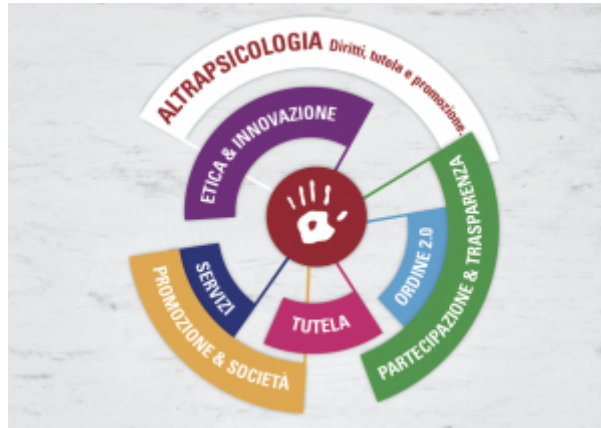 ALTRAPSICOLOGIA Diritti, tutela e promozione.
ETICA & INNOVAZIONE
PARTECIPAZIONE & TRASPARENZA
ORDINE 2.0
TUTELA
SERVIZI
PROMOZIONE & SOCIETÀ